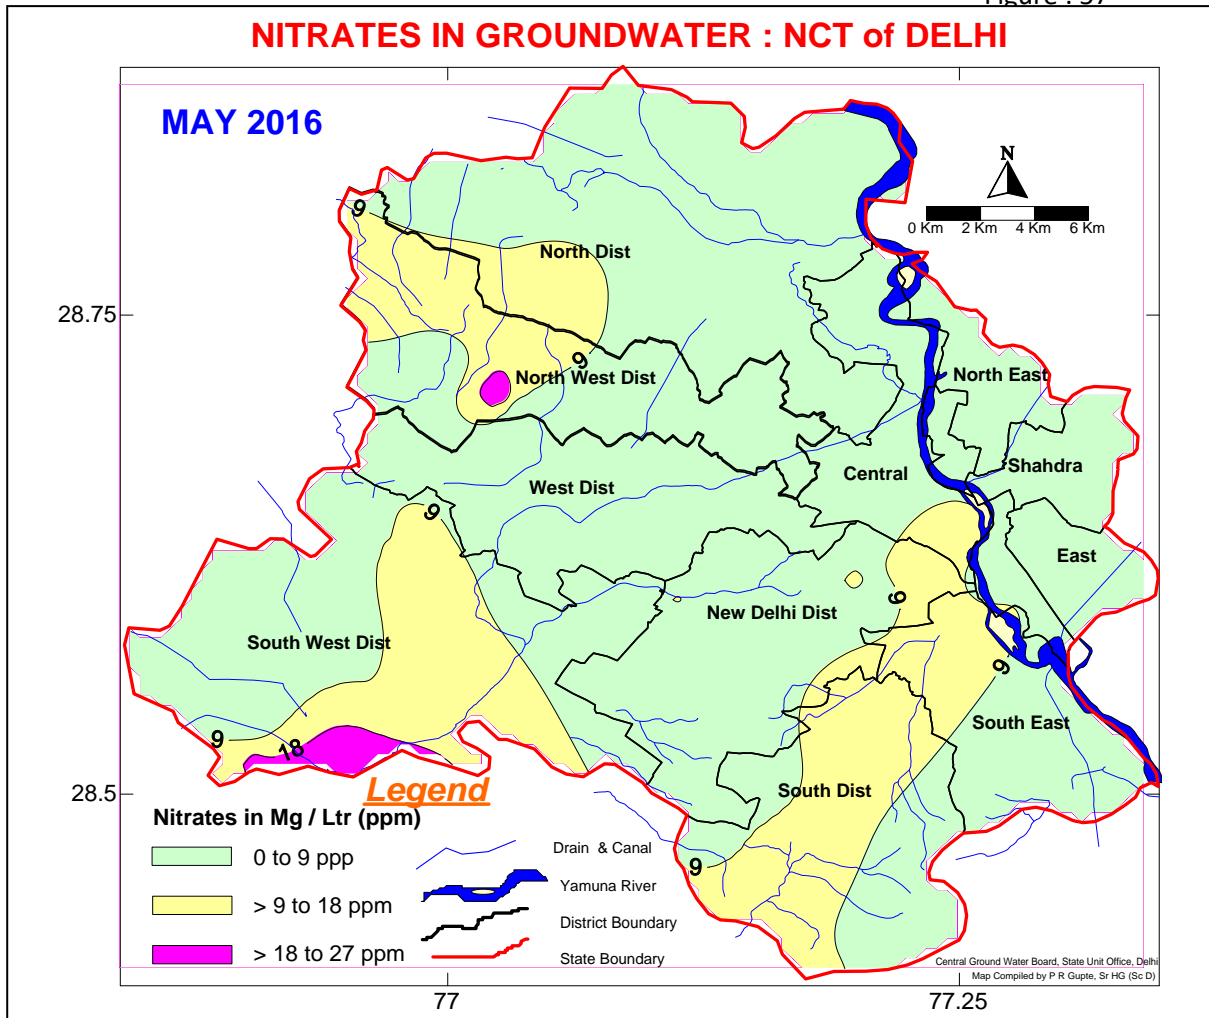 Figure : 57
NITRATES IN GROUNDWATER : NCT of DELHI
MAY 2016
N
0 Km 2 Km 4 Km 6 Km
9
North Dist
28.75
9
North West Dist
North East
Central
Shahdra
West Dist
9
East
9
New Delhi Dist
South West Dist
9
South East
9
18
28.5
South Dist
Legend
Nitrates in Mg / Ltr (ppm)
0 to 9 ppp
> 9 to 18 ppm
> 18 to 27 ppm
Drain & Canal
Yamuna River
District Boundary
State Boundary
9
Central Ground Water Board, State Unit Office, Delhi
Map Compiled by P R Gupte, Sr HG (Sc D)
77
77.25